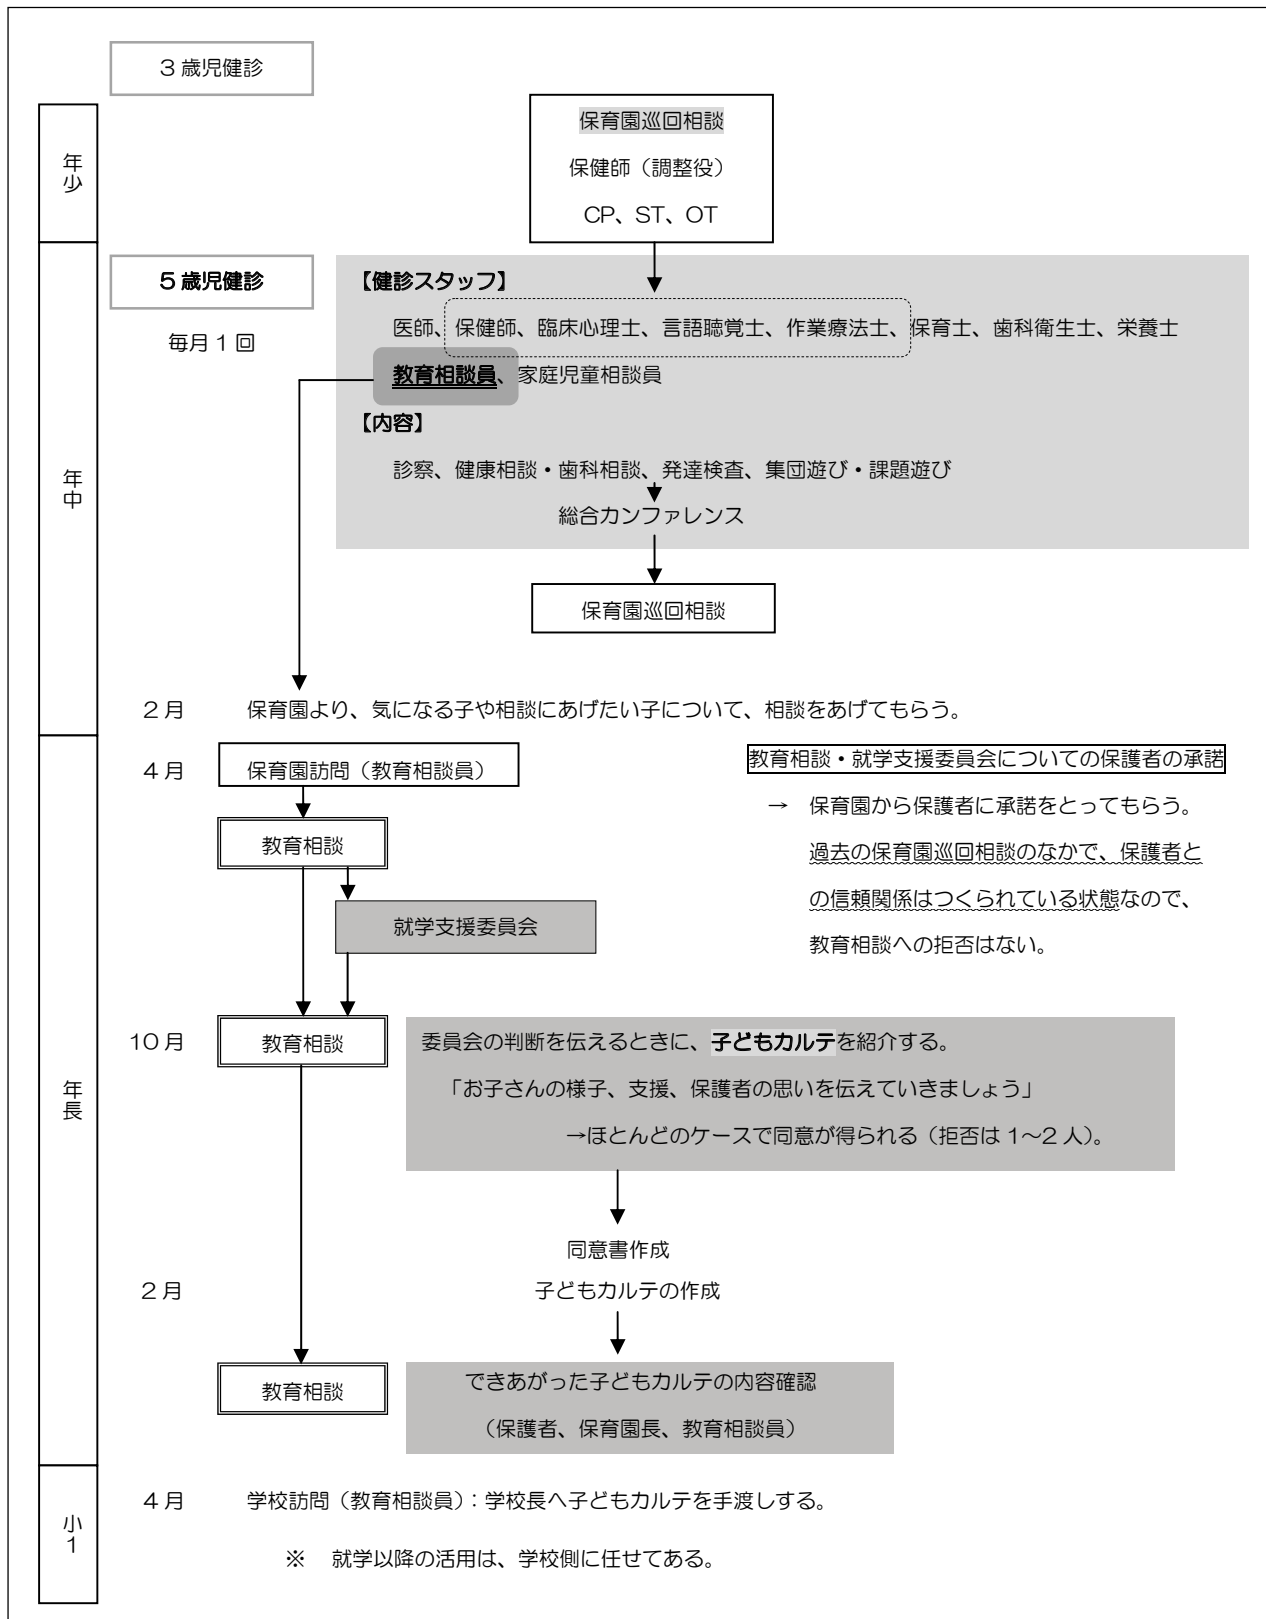 3歳児健診
年少
保育園巡回相談
保健師（調整役）
CP、ST、OT
年中
5歳児健診
毎月1回
【健診スタッフ】
医師、保健師、臨床心理士、言語聴覚士、作業療法士、保育士、歯科衛生士、栄養士
教育相談員、家庭児童相談員
【内容】
診察、健康相談・歯科相談、発達検査、集団遊び・課題遊び
総合カンファレンス
保育園巡回相談
2月 保育園より、気になる子や相談にあげたい子について、相談をあげてもらう。
年長
4月 保育園訪問（教育相談員）
教育相談・就学支援委員会についての保護者の承諾
→ 保育園から保護者に承諾をとってもらう。
過去の保育園巡回相談のなかで、保護者と
の信頼関係はつくられている状態なので、
教育相談への拒否はない。
教育相談
就学支援委員会
10月 教育相談
委員会の判断を伝えるときに、子どもカルテを紹介する。
「お子さんの様子、支援、保護者の思いを伝えていきましょう」
→ほとんどのケースで同意が得られる（拒否は1～2人）。
同意書作成
2月 子どもカルテの作成
教育相談
できあがった子どもカルテの内容確認
（保護者、保育園長、教育相談員）
小1
4月 学校訪問（教育相談員）：学校長へ子どもカルテを手渡しする。
※ 就学以降の活用は、学校側に任せてある。